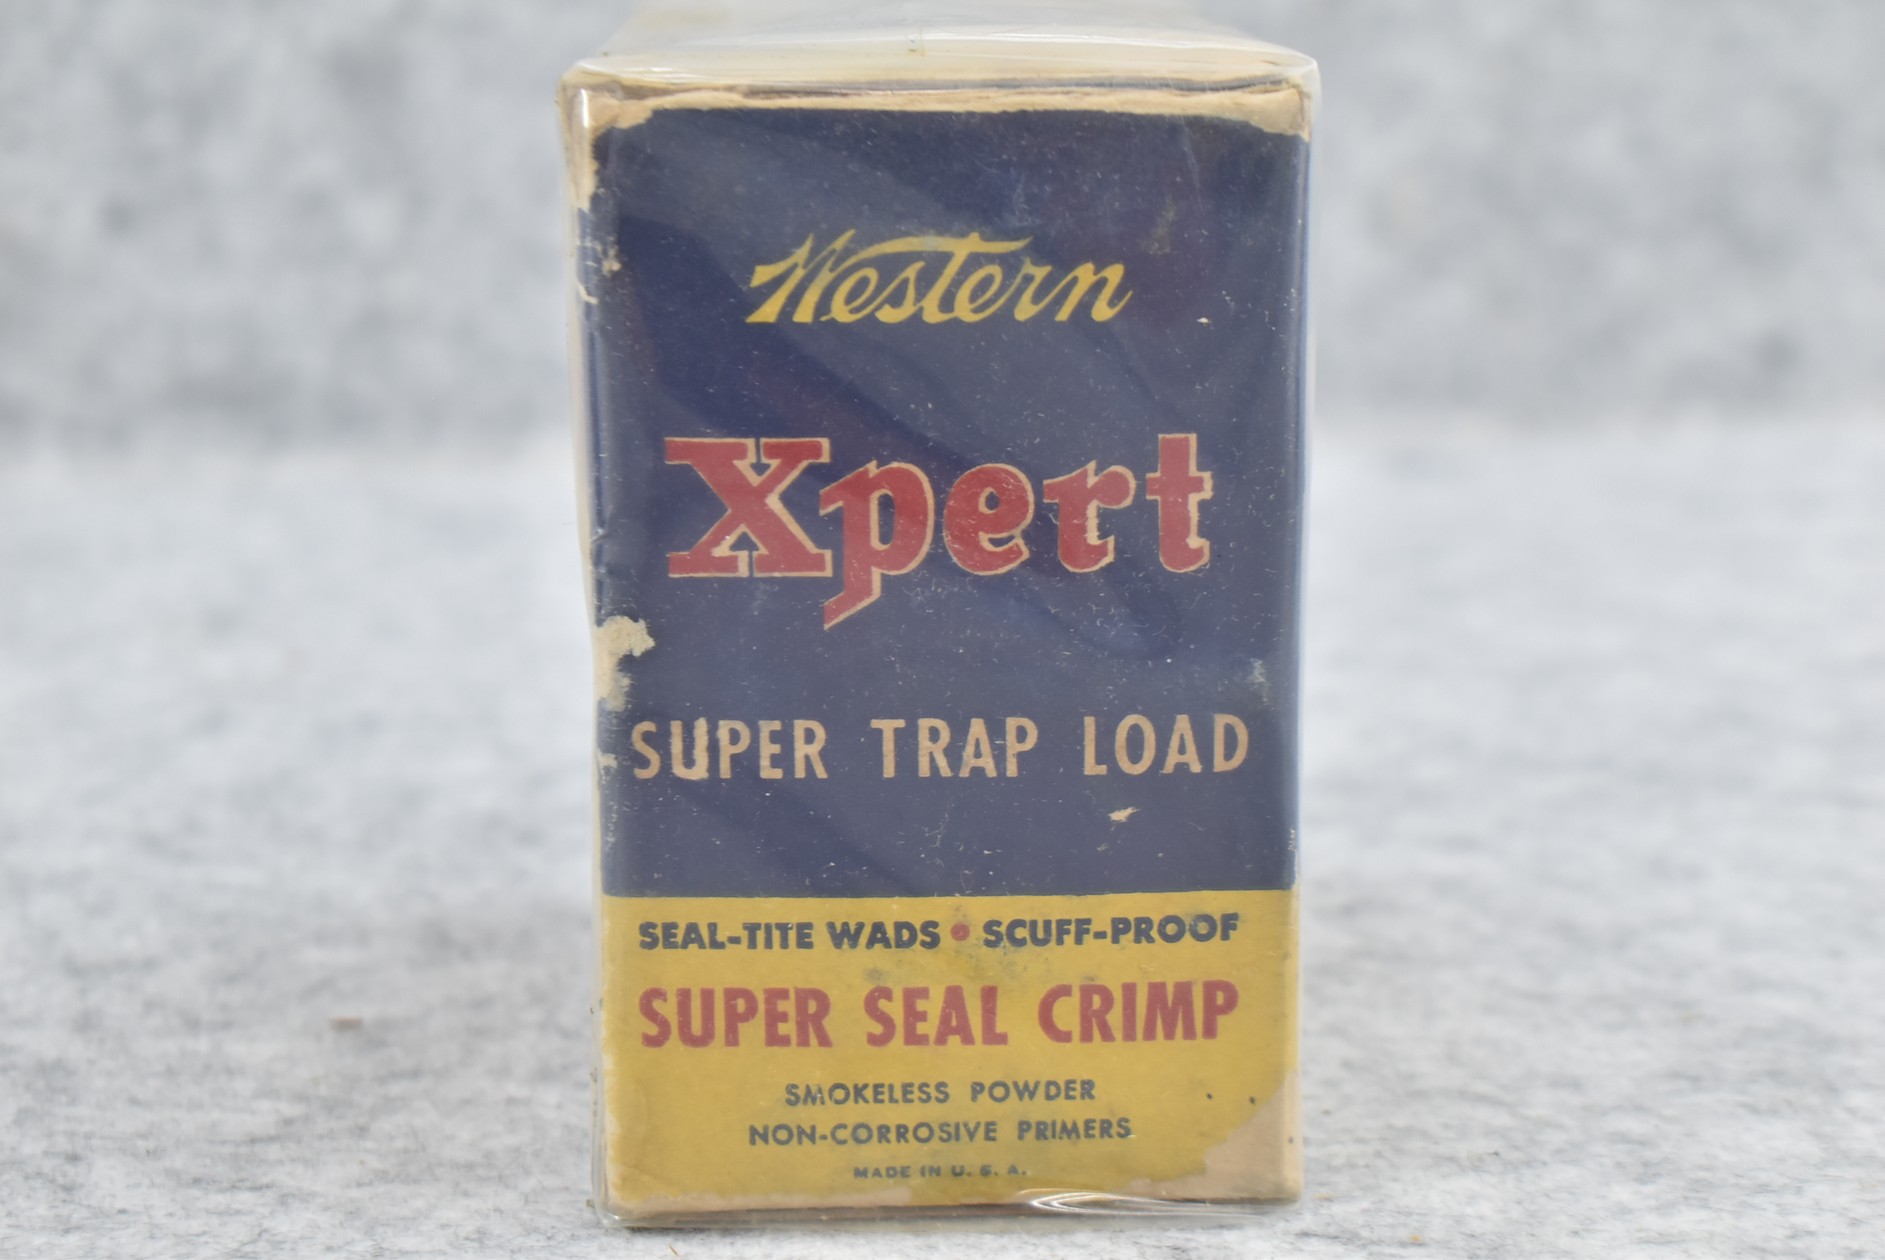 Western
Xpert
SUPER TRAP LOAD
SEAL-TITE WADS • SCUFF-PROOF
SUPER SEAL CRIMP
SMOKELESS POWDER
NON-CORROSIVE PRIMERS
MADE IN U. S. A.